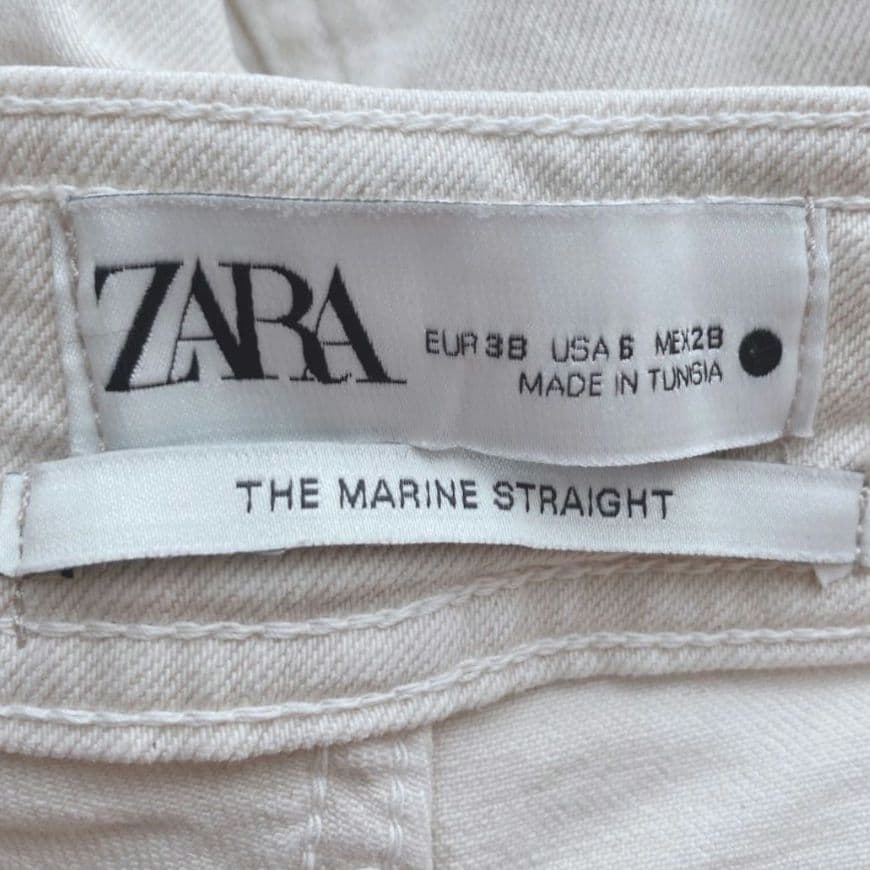 ZARA
EUR 38 USA 6 MEX 28
MADE IN TUNISIA
THE MARINE STRAIGHT